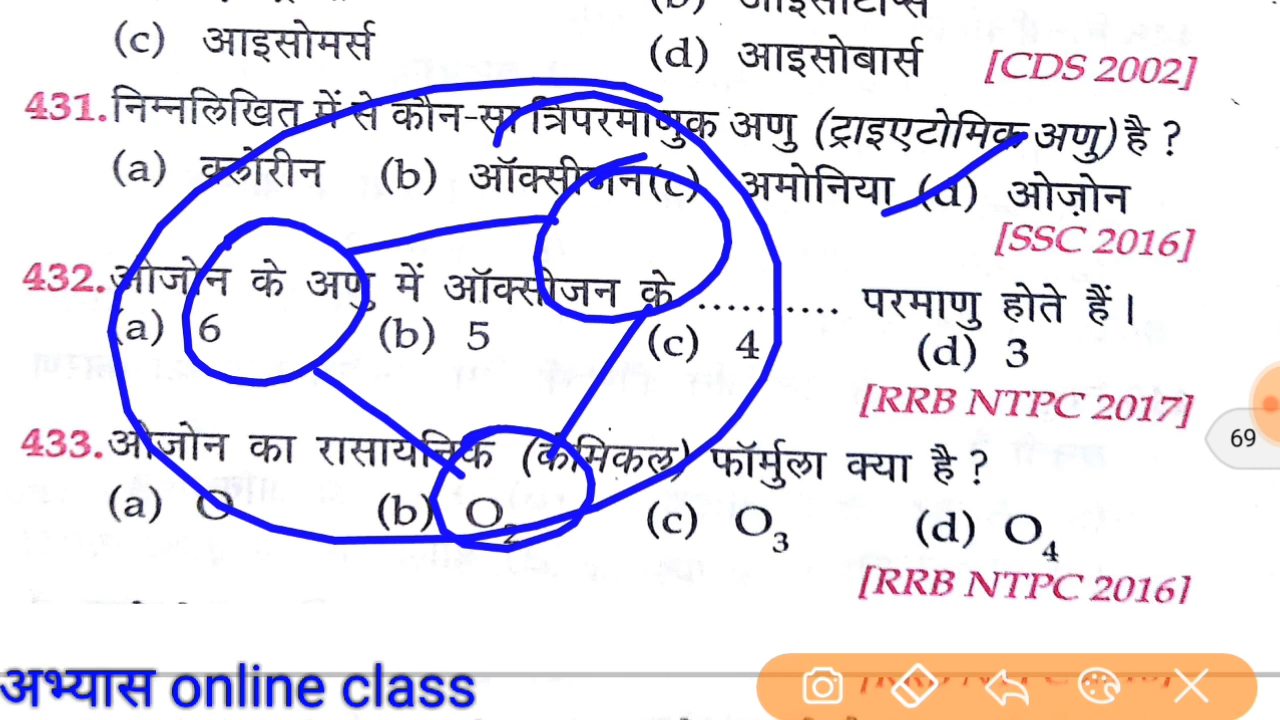 (b) आइसोटोप्स
(c) आइसोमर्स (d) आइसोबार्स [CDS 2002]
431. निम्नलिखित में से कौन-सा त्रिपरमाणुक अणु (ट्राइएटोमिक अणु) है ?
(a) क्लोरीन (b) ऑक्सीजन (c) अमोनिया (d) ओज़ोन
[SSC 2016]
432. ओजोन के अणु में ऑक्सीजन के .......... परमाणु होते हैं।
(a) 6 (b) 5 (c) 4 (d) 3
[RRB NTPC 2017]
69
433. ओजोन का रासायनिक (केमिकल) फॉर्मुला क्या है ?
(a) O (b) O₂ (c) O₃ (d) O₄
[RRB NTPC 2016]
अभ्यास online class